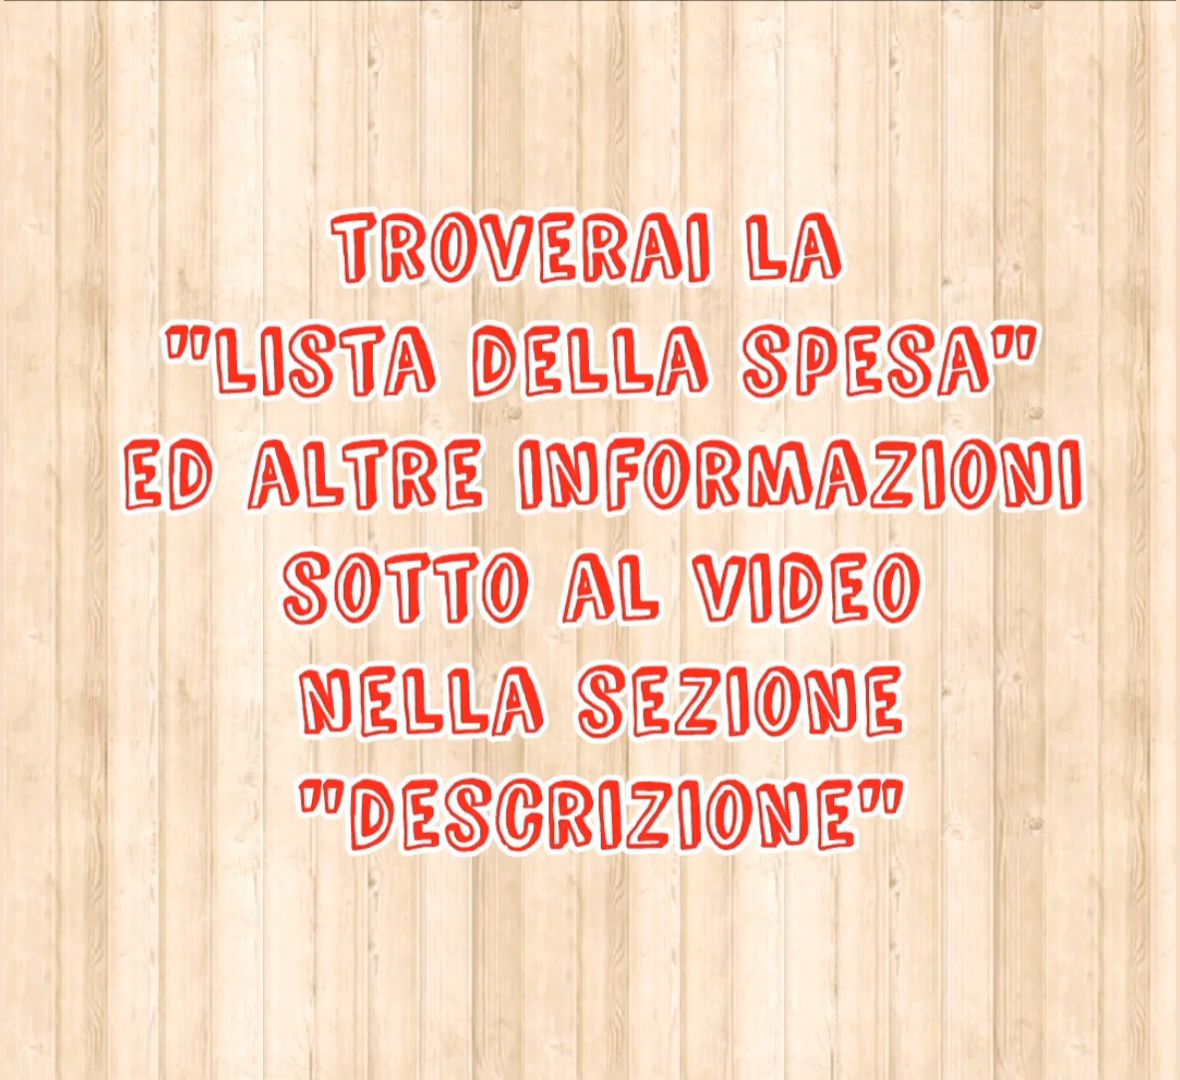 TROVERAI LA
"LISTA DELLA SPESA"
ED ALTRE INFORMAZIONI
SOTTO AL VIDEO
NELLA SEZIONE
"DESCRIZIONE"